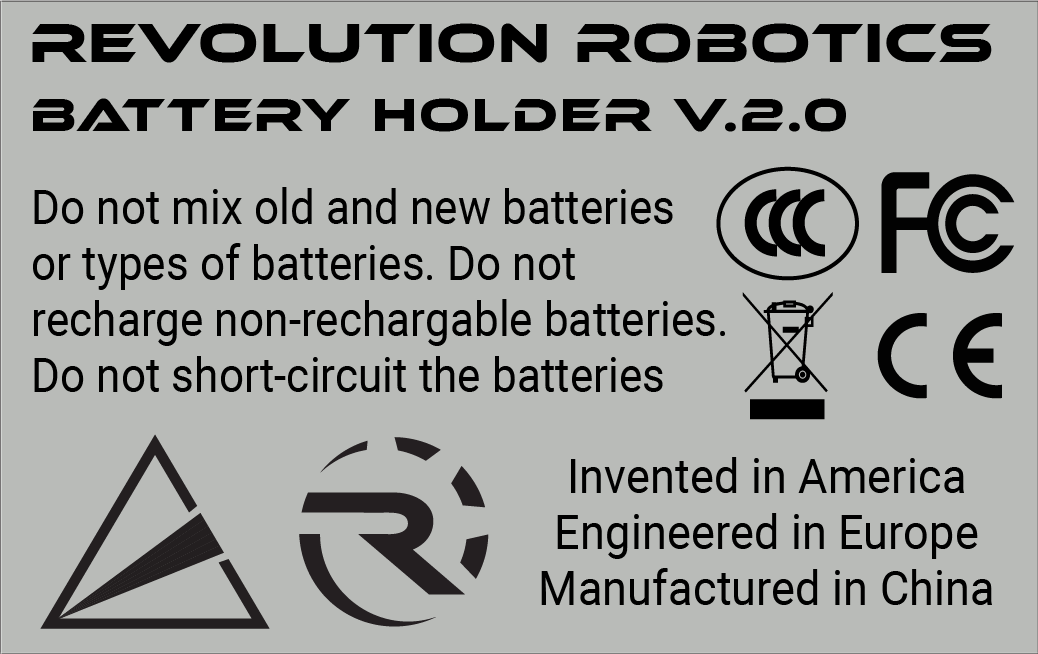 REVOLUTION ROBOTICS
BATTERY HOLDER V.2.0
Do not mix old and new batteries
or types of batteries. Do not
recharge non-rechargable batteries.
Do not short-circuit the batteries
CCC
FC
CE
R
Invented in America
Engineered in Europe
Manufactured in China